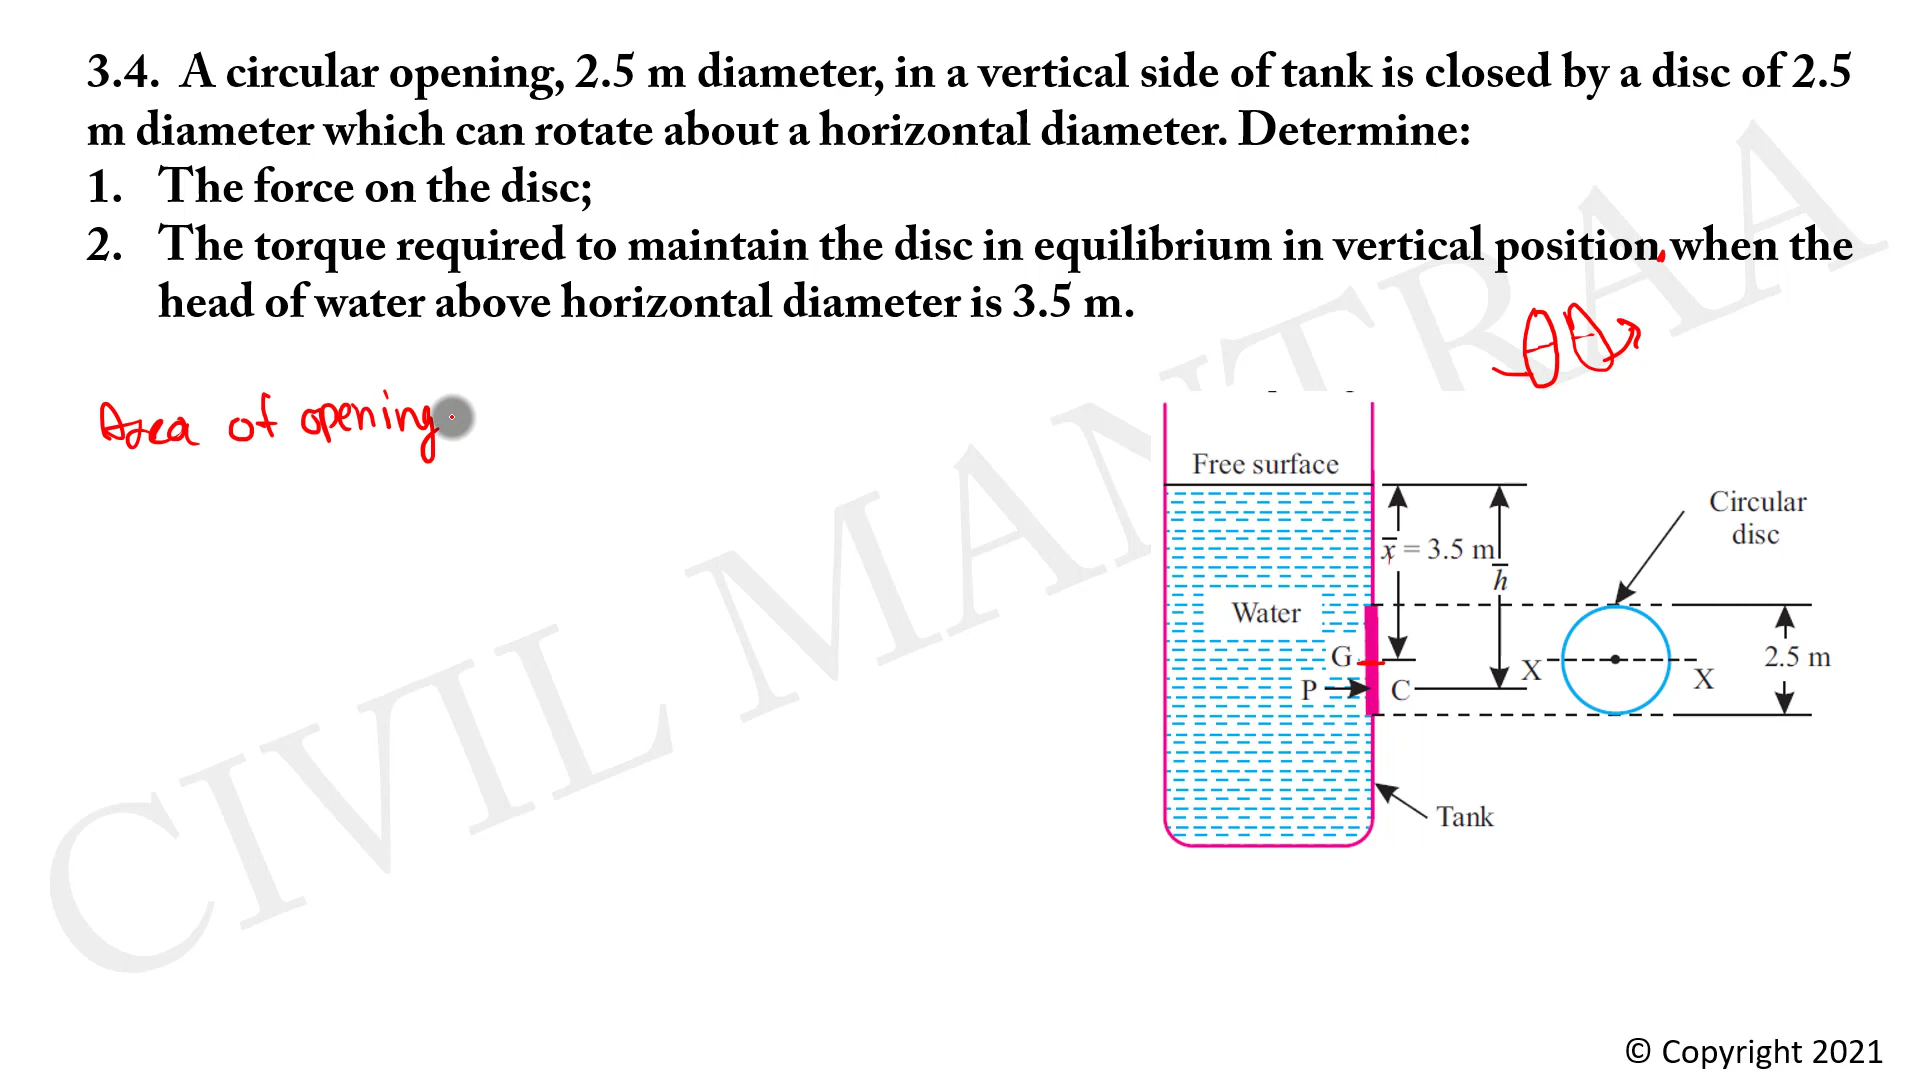 3.4. A circular opening, 2.5 m diameter, in a vertical side of tank is closed by a disc of 2.5
m diameter which can rotate about a horizontal diameter. Determine:
1. The force on the disc;
2. The torque required to maintain the disc in equilibrium in vertical position when the
head of water above horizontal diameter is 3.5 m.
Area of opening
Free surface
Circular
disc
x̅ = 3.5 m
h̅
Water
G
X
X
2.5 m
P
C
Tank
CIVIL MANTRAA
© Copyright 2021